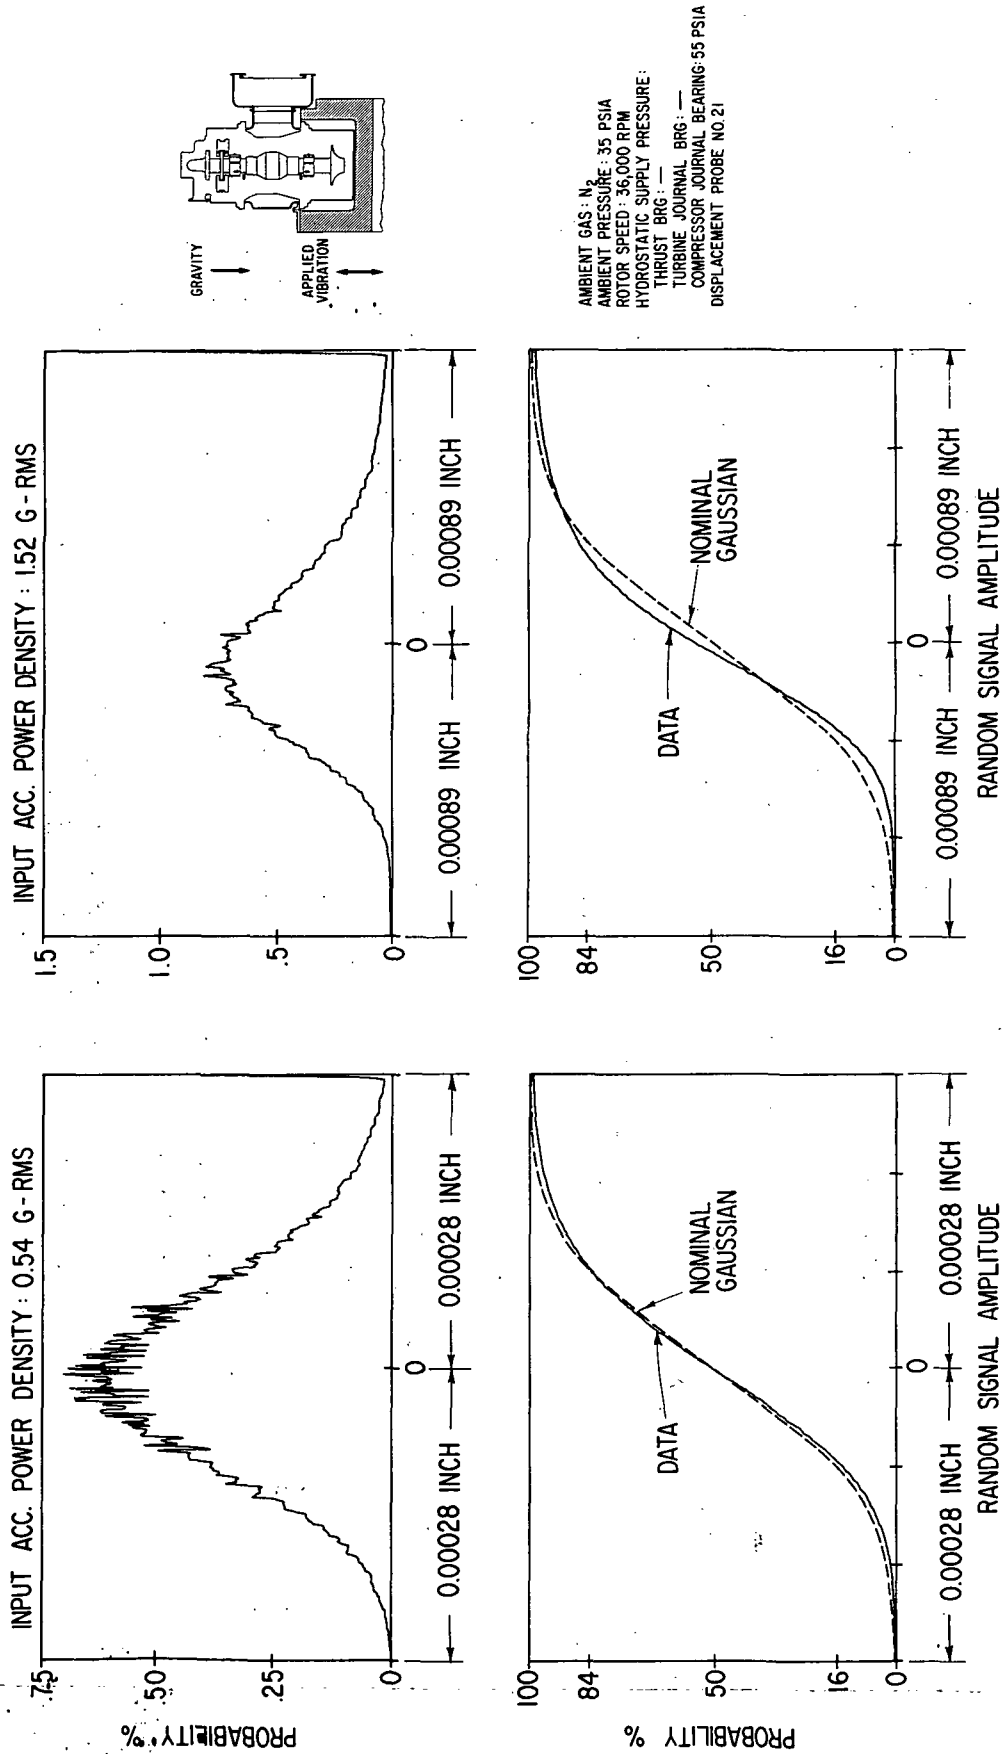 INPUT ACC. POWER DENSITY : 0.54 G-RMS
PROBABILITY %
.75
.50
.25
0
0
0.00028 INCH
0.00028 INCH
INPUT ACC. POWER DENSITY : 1.52 G-RMS
1.5
1.0
.5
0
0
0.00089 INCH
0.00089 INCH
GRAVITY
APPLIED
VIBRATION
PROBABILITY %
100
84
50
16
0
DATA
NOMINAL
GAUSSIAN
0
0.00028 INCH
0.00028 INCH
RANDOM SIGNAL AMPLITUDE
100
84
50
16
0
DATA
NOMINAL
GAUSSIAN
0
0.00089 INCH
0.00089 INCH
RANDOM SIGNAL AMPLITUDE
AMBIENT GAS : N2
AMBIENT PRESSURE : 35 PSIA
ROTOR SPEED : 36,000 RPM
HYDROSTATIC SUPPLY PRESSURE :
THRUST BRG : —
TURBINE JOURNAL BRG : —
COMPRESSOR JOURNAL BEARING: 55 PSIA
DISPLACEMENT PROBE NO. 21